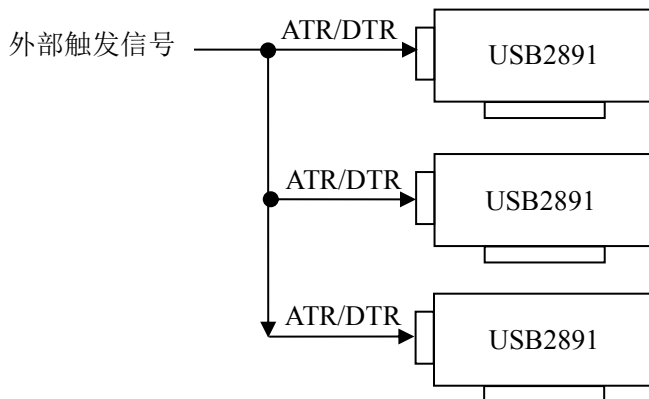 外部触发信号
ATR/DTR
USB2891
ATR/DTR
USB2891
ATR/DTR
USB2891